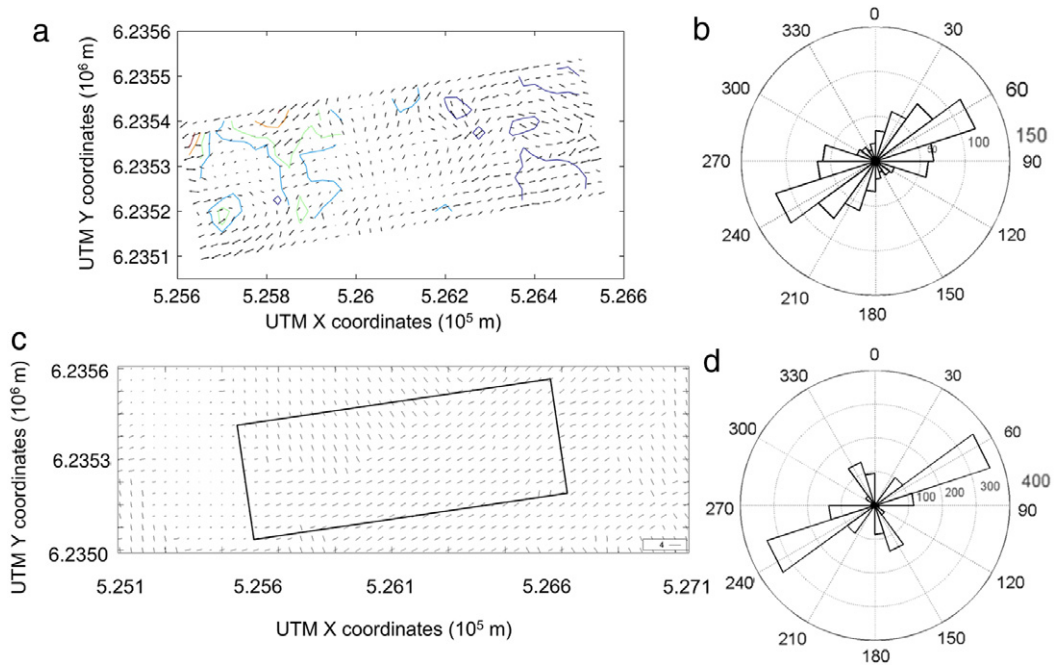 a
UTM Y coordinates (10⁶ m)
6.2356
6.2355
6.2354
6.2353
6.2352
6.2351
5.256 5.258 5.26 5.262 5.264 5.266
UTM X coordinates (10⁵ m)
b
0
330 30
300 60
50 100 150
270 90
240 120
210 150
180
c
UTM Y coordinates (10⁶ m)
6.2356
6.2353
6.2350
4
5.251 5.256 5.261 5.266 5.271
UTM X coordinates (10⁵ m)
d
0
330 30
300 60
100 200 300 400
270 90
240 120
210 150
180